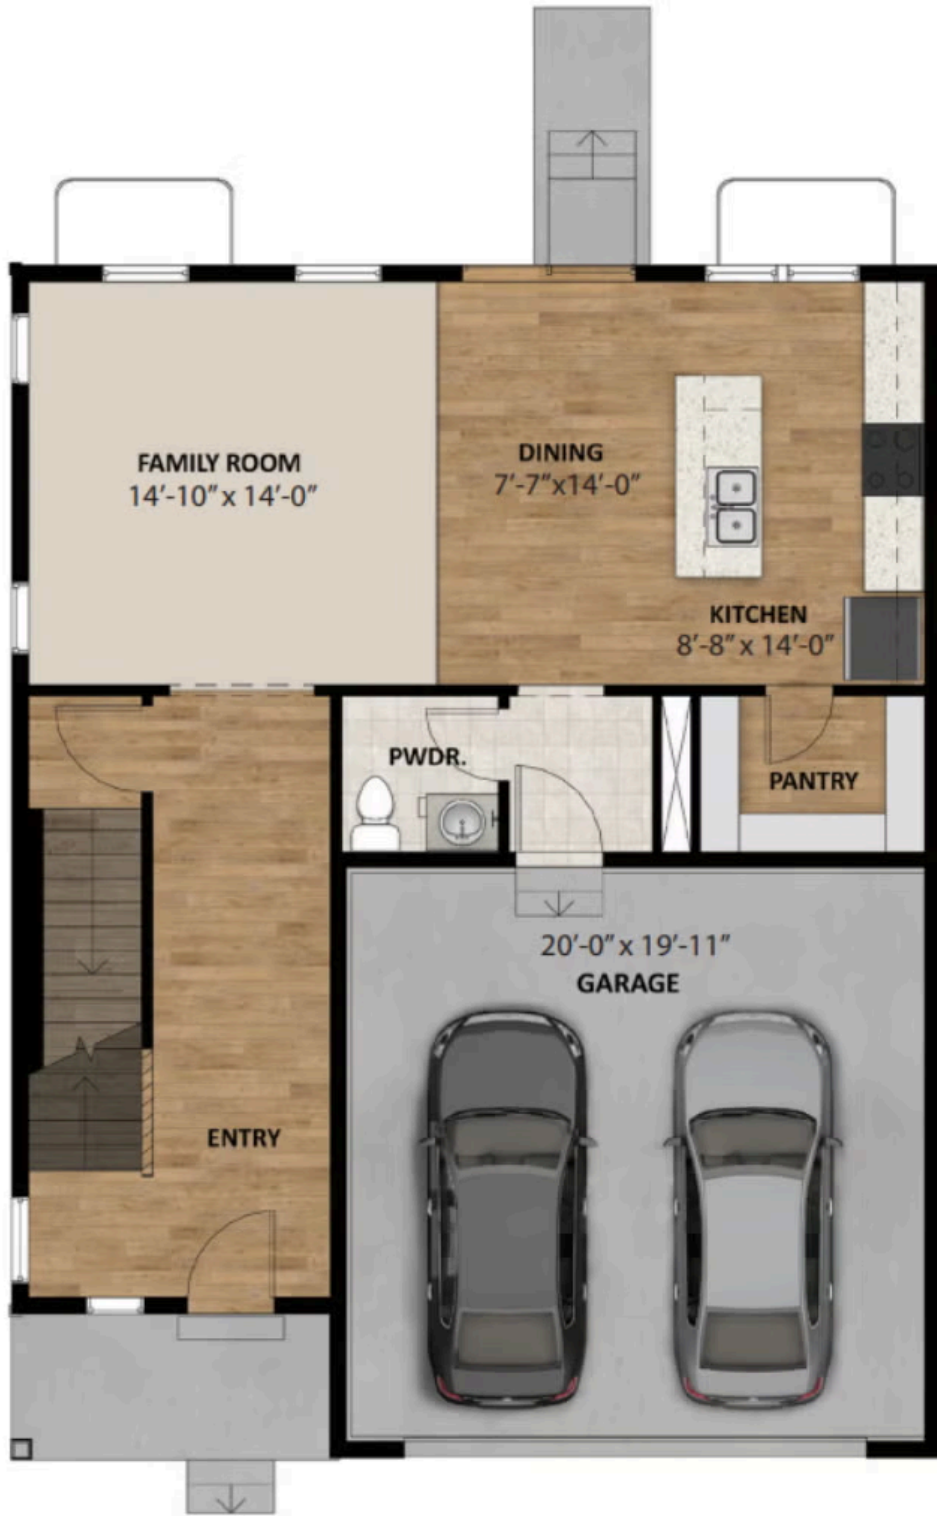 FAMILY ROOM
14'-10" x 14'-0"
DINING
7'-7"x14'-0"
KITCHEN
8'-8" x 14'-0"
PWDR.
PANTRY
20'-0" x 19'-11"
GARAGE
ENTRY